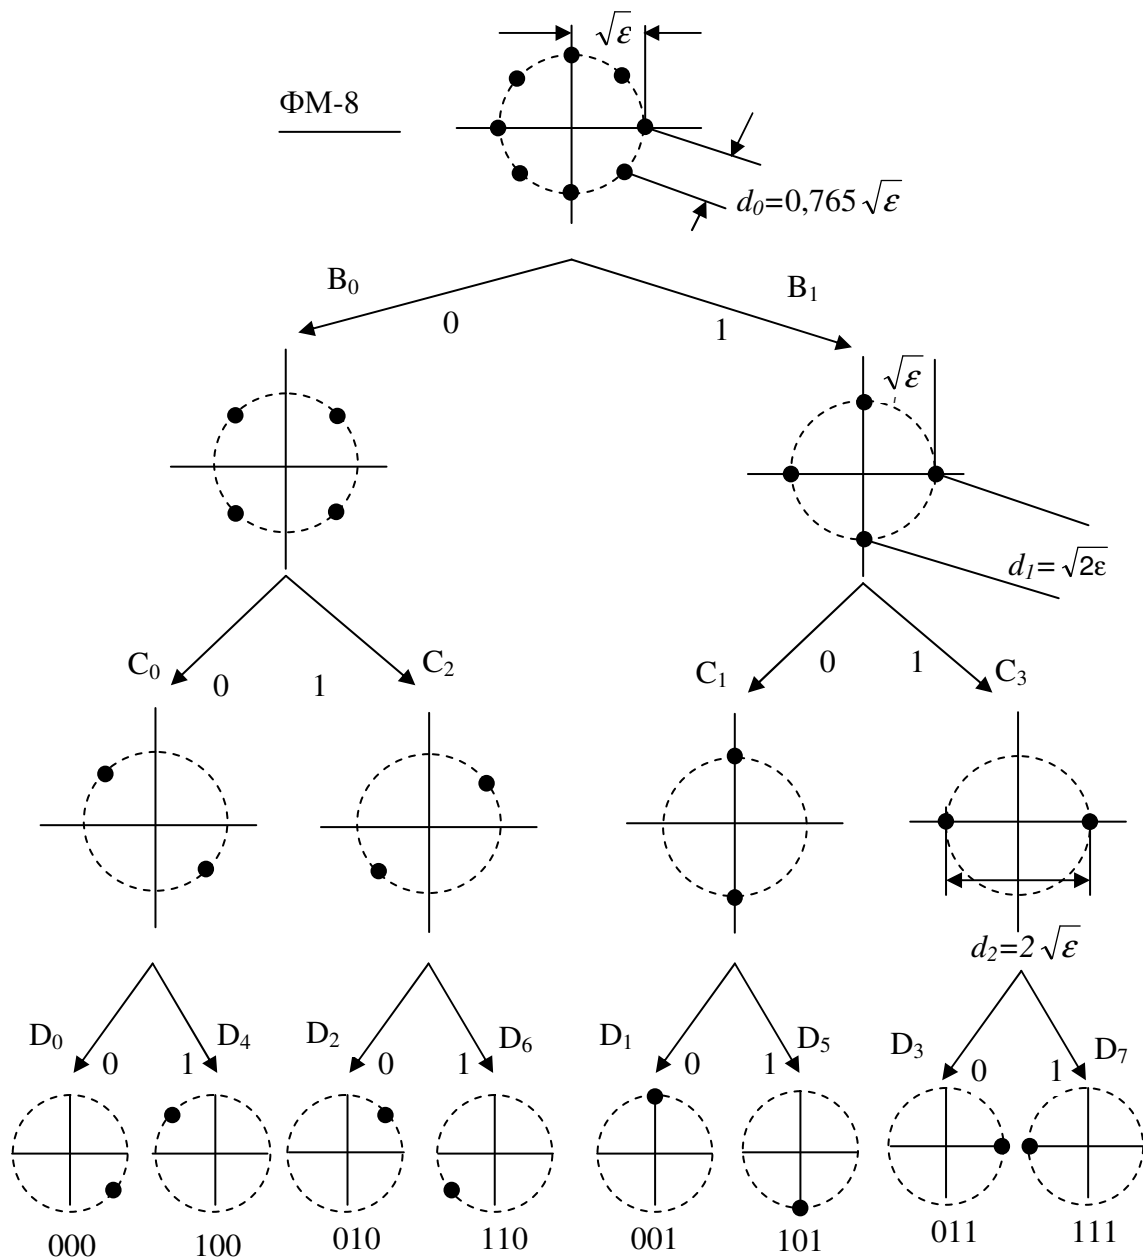 √ε
ФМ-8
d₀=0,765√ε
B₀ B₁
0 1
√ε
d₁=√2ε
C₀ 0 1 C₂ C₁ 0 1 C₃
d₂=2√ε
D₀ 0 1 D₄ D₂ 0 1 D₆ D₁ 0 1 D₅ D₃ 0 1 D₇
000 100 010 110 001 101 011 111